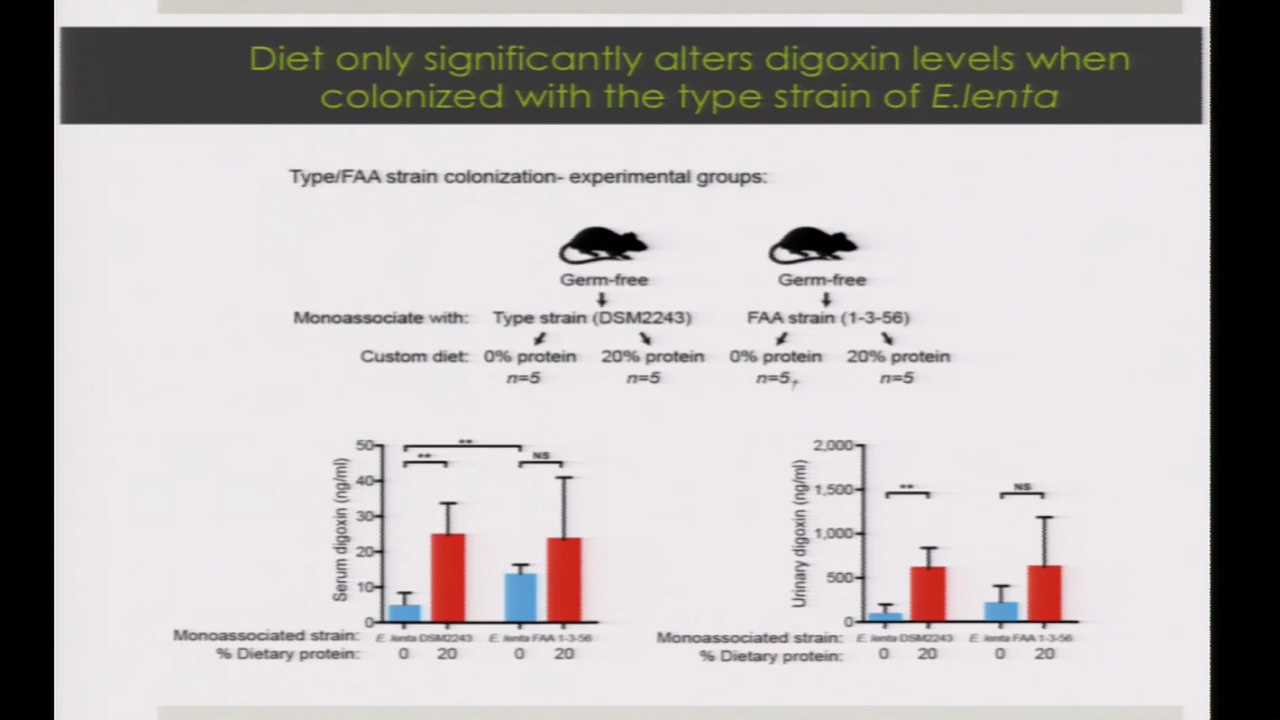 Diet only significantly alters digoxin levels when
colonized with the type strain of E.lenta
Type/FAA strain colonization- experimental groups:
Germ-free Germ-free
Monoassociate with: Type strain (DSM2243) FAA strain (1-3-56)
Custom diet: 0% protein 20% protein 0% protein 20% protein
n=5 n=5 n=5 n=5
Serum digoxin (ng/ml)
50
40
30
20
10
0
** ** NS
Monoassociated strain: E. lenta DSM2243 E. lenta FAA 1-3-56
% Dietary protein: 0 20 0 20
Urinary digoxin (ng/ml)
2,000
1,500
1,000
500
0
** NS
Monoassociated strain: E. lenta DSM2243 E. lenta FAA 1-3-56
% Dietary protein: 0 20 0 20